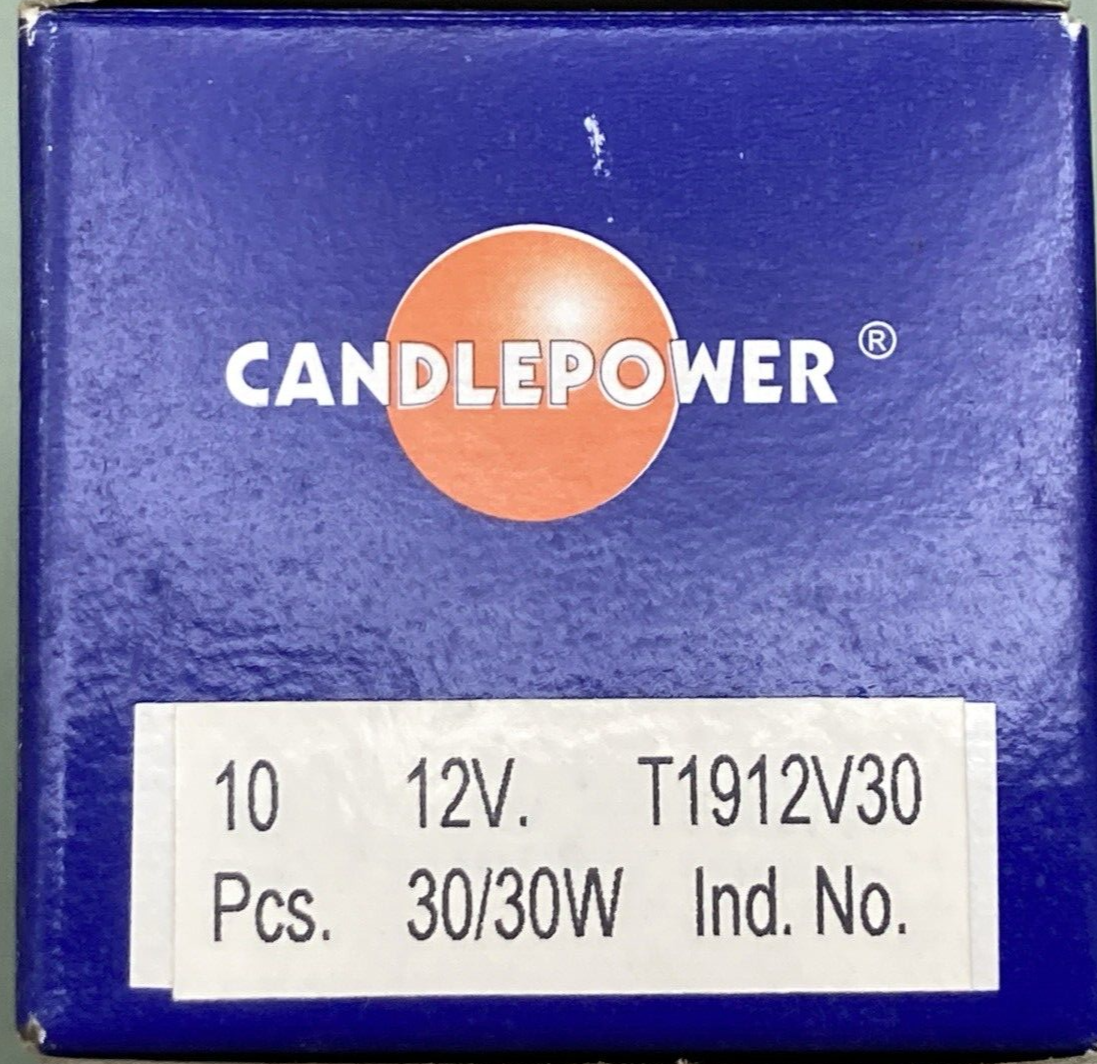 CANDLEPOWER ®
10 12V. T1912V30
Pcs. 30/30W Ind. No.